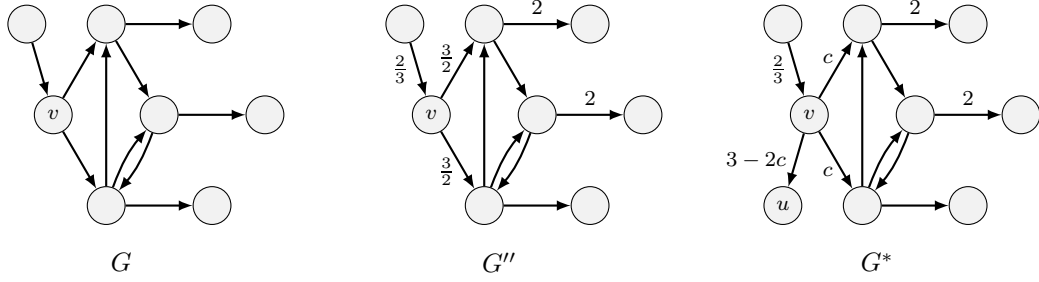 2 2
2/3 3/2 2/3 c
v v 2 v 2
3/2 3 − 2c c
u
G G′′ G*